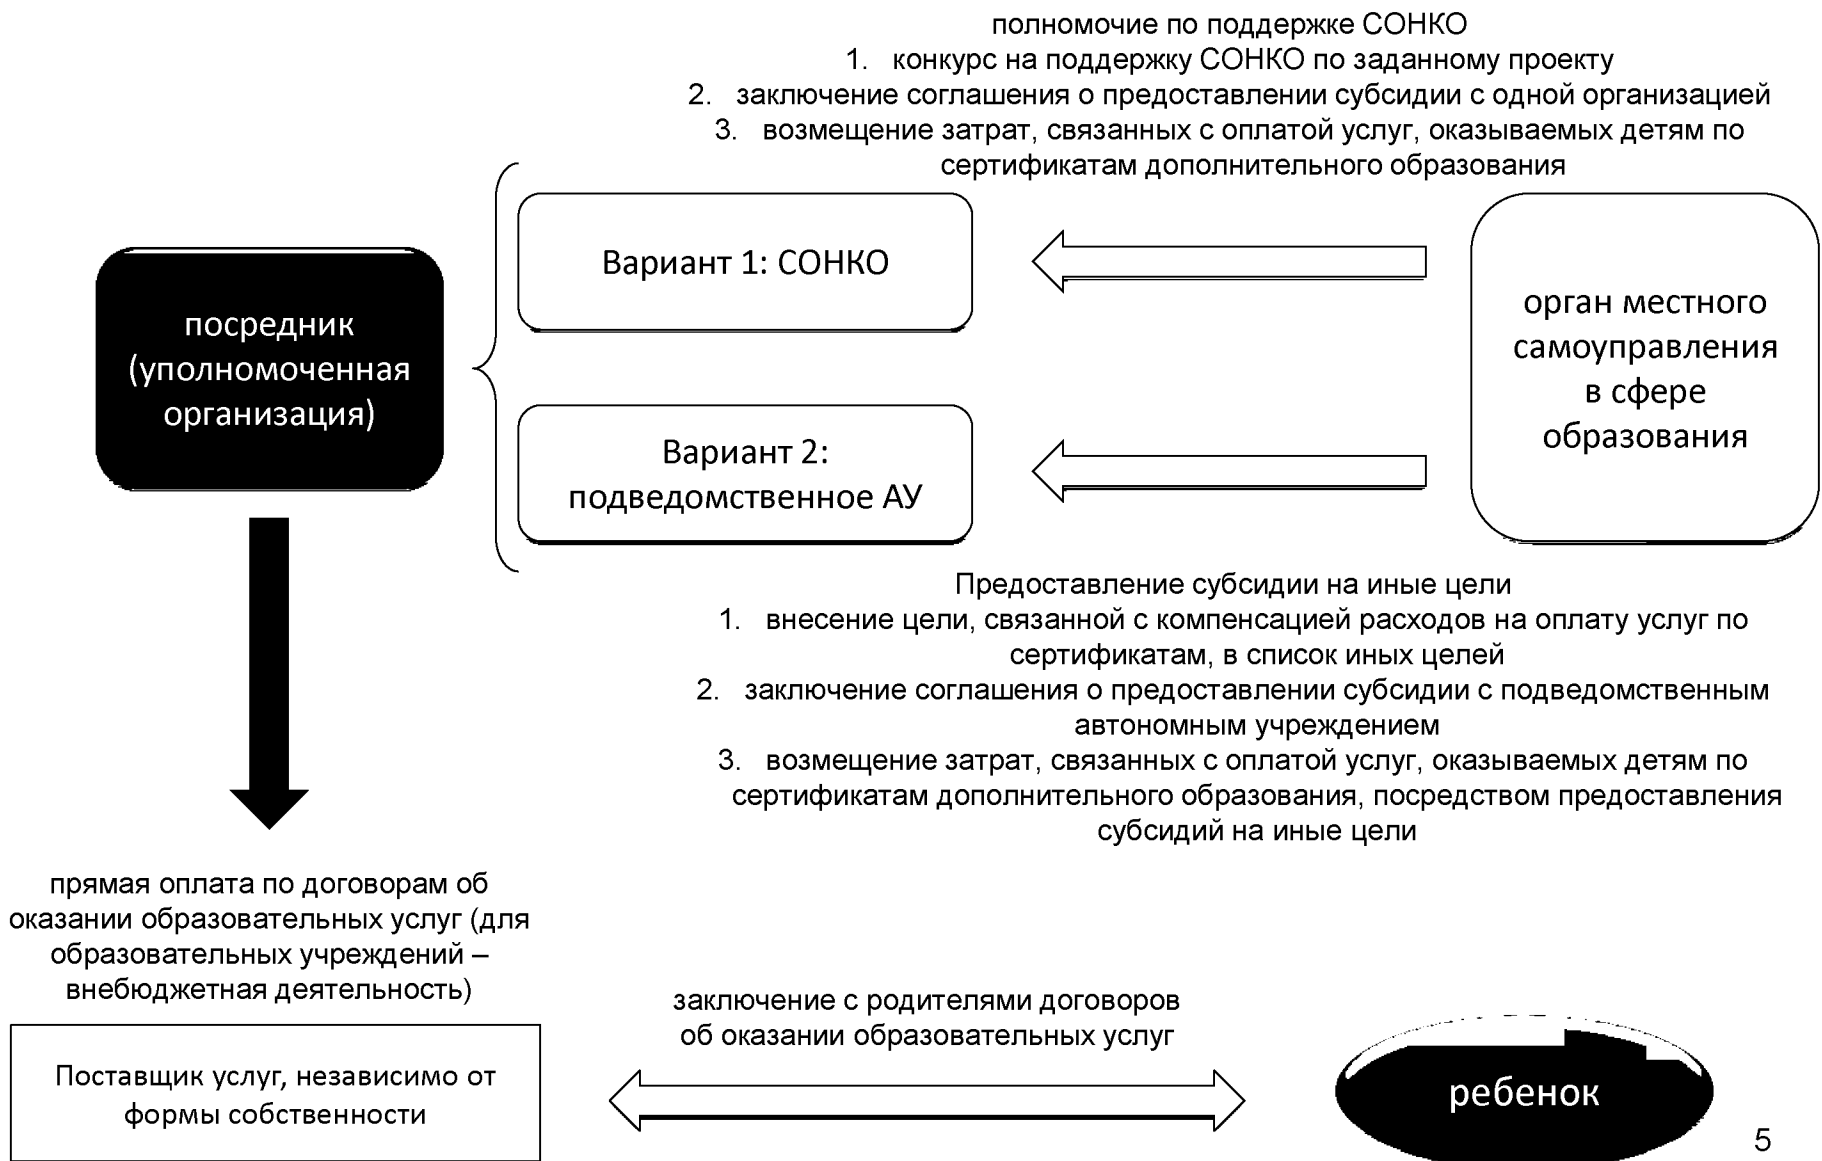 полномочие по поддержке СОНКО
1. конкурс на поддержку СОНКО по заданному проекту
2. заключение соглашения о предоставлении субсидии с одной организацией
3. возмещение затрат, связанных с оплатой услуг, оказываемых детям по
сертификатам дополнительного образования
посредник
(уполномоченная
организация)
Вариант 1: СОНКО
Вариант 2:
подведомственное АУ
орган местного
самоуправления
в сфере
образования
Предоставление субсидии на иные цели
1. внесение цели, связанной с компенсацией расходов на оплату услуг по
сертификатам, в список иных целей
2. заключение соглашения о предоставлении субсидии с подведомственным
автономным учреждением
3. возмещение затрат, связанных с оплатой услуг, оказываемых детям по
сертификатам дополнительного образования, посредством предоставления
субсидий на иные цели
прямая оплата по договорам об
оказании образовательных услуг (для
образовательных учреждений –
внебюджетная деятельность)
Поставщик услуг, независимо от
формы собственности
заключение с родителями договоров
об оказании образовательных услуг
ребенок
5